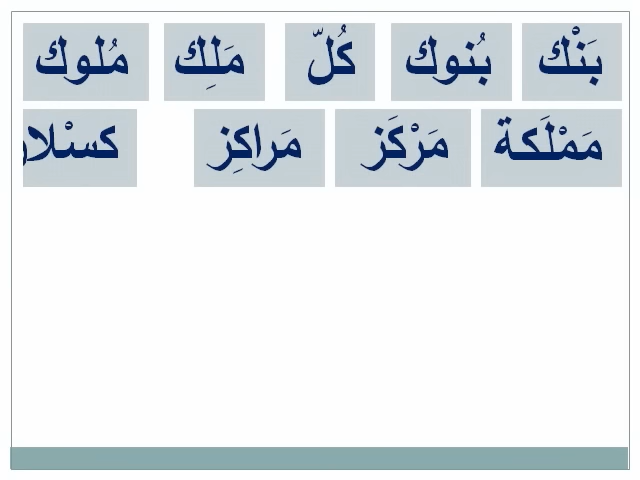 بَنْك بُنوك كُلّ مَلِك مُلوك
مَمْلَكة مَرْكَز مَراكِز